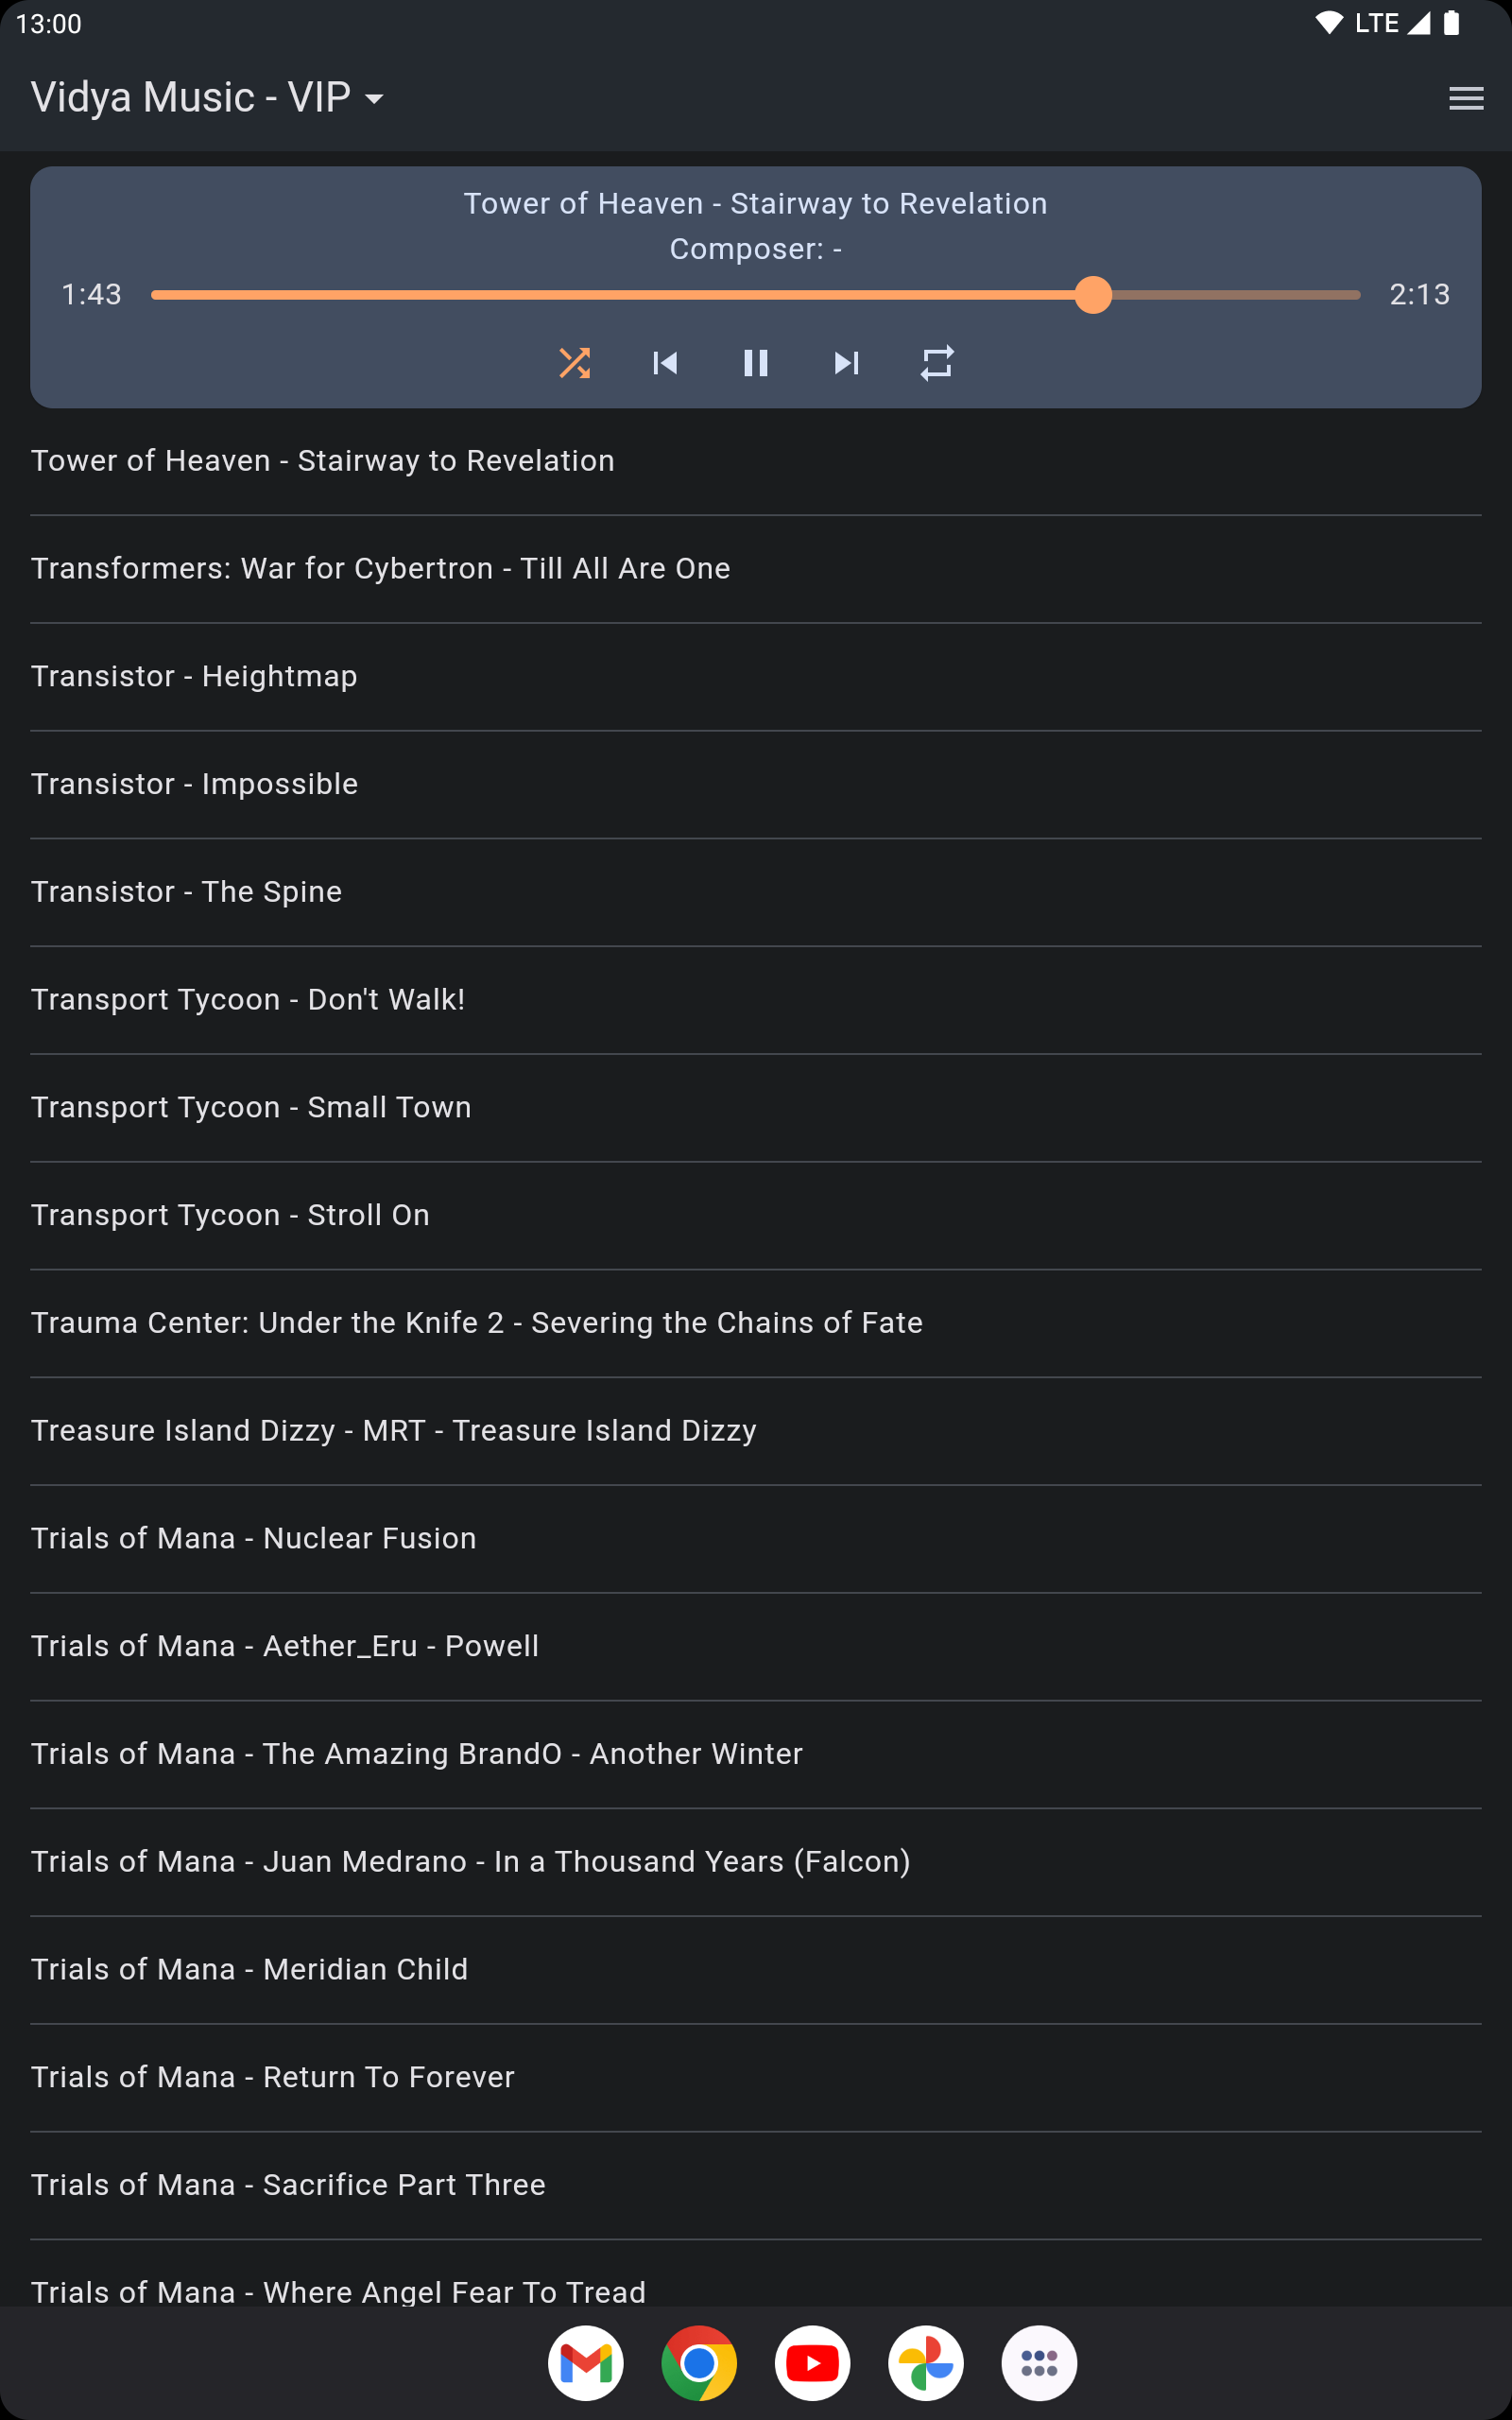 13:00
LTE
Vidya Music - VIP
Tower of Heaven - Stairway to Revelation
Composer: -
1:43
2:13
Tower of Heaven - Stairway to Revelation
Transformers: War for Cybertron - Till All Are One
Transistor - Heightmap
Transistor - Impossible
Transistor - The Spine
Transport Tycoon - Don't Walk!
Transport Tycoon - Small Town
Transport Tycoon - Stroll On
Trauma Center: Under the Knife 2 - Severing the Chains of Fate
Treasure Island Dizzy - MRT - Treasure Island Dizzy
Trials of Mana - Nuclear Fusion
Trials of Mana - Aether_Eru - Powell
Trials of Mana - The Amazing BrandO - Another Winter
Trials of Mana - Juan Medrano - In a Thousand Years (Falcon)
Trials of Mana - Meridian Child
Trials of Mana - Return To Forever
Trials of Mana - Sacrifice Part Three
Trials of Mana - Where Angel Fear To Tread